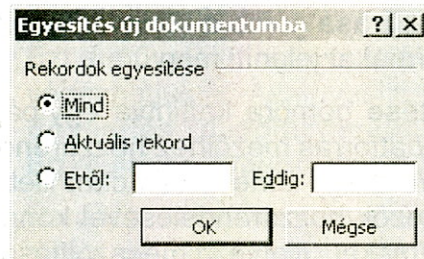 Egyesítés új dokumentumba
Rekordok egyesítése
Mind
Aktuális rekord
Ettől: Eddig:
OK Mégse